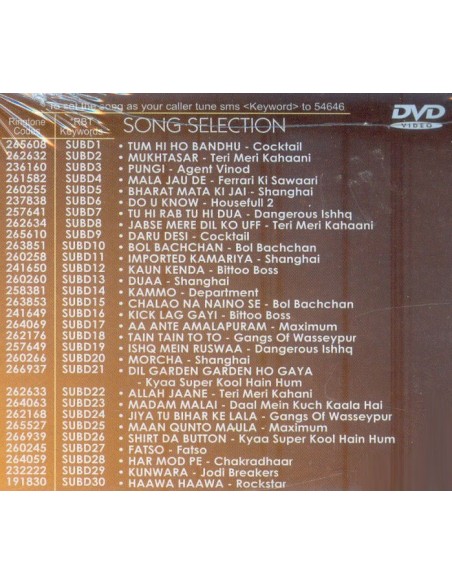 To set the song as your caller tune sms <Keyword> to 54646
DVD
VIDEO
Ringtone Codes
"RBT" Keywords
SONG SELECTION
265608 SUBD1 • TUM HI HO BANDHU - Cocktail
262632 SUBD2 • MUKHTASAR - Teri Meri Kahaani
236166 SUBD3 • PUNGI - Agent Vinod
261582 SUBD4 • MALA JAU DE - Ferrari Ki Sawaari
260255 SUBD5 • BHARAT MATA KI JAI - Shanghai
237838 SUBD6 • DO U KNOW - Housefull 2
257641 SUBD7 • TU HI RAB TU HI DUA - Dangerous Ishhq
262634 SUBD8 • JABSE MERE DIL KO UFF - Teri Meri Kahaani
265610 SUBD9 • DARU DESI - Cocktail
263851 SUBD10 • BOL BACHCHAN - Bol Bachchan
260258 SUBD11 • IMPORTED KAMARIYA - Shanghai
241650 SUBD12 • KAUN KENDA - Bittoo Boss
260260 SUBD13 • DUAA - Shanghai
258381 SUBD14 • KAMMO - Department
263853 SUBD15 • CHALAO NA NAINO SE - Bol Bachchan
241649 SUBD16 • KICK LAG GAYI - Bittoo Boss
264069 SUBD17 • AA ANTE AMALAPURAM - Maximum
262176 SUBD18 • TAIN TAIN TO TO - Gangs Of Wasseypur
257649 SUBD19 • ISHQ MEIN RUSWAA - Dangerous Ishhq
260266 SUBD20 • MORCHA - Shanghai
266937 SUBD21 • DIL GARDEN GARDEN HO GAYA
- Kyaa Super Kool Hain Hum
262633 SUBD22 • ALLAH JAANE - Teri Meri Kahani
264063 SUBD23 • MADAM MALAI - Daal Mein Kuch Kaala Hai
262168 SUBD24 • JIYA TU BIHAR KE LALA - Gangs Of Wasseypur
265527 SUBD25 • MAAN QUNTO MAULA - Maximum
266939 SUBD26 • SHIRT DA BUTTON - Kyaa Super Kool Hain Hum
260245 SUBD27 • FATSO - Fatso
264059 SUBD28 • HAR MOD PE - Chakradhaar
232222 SUBD29 • KUNWARA - Jodi Breakers
191830 SUBD30 • HAAWA HAAWA - Rockstar